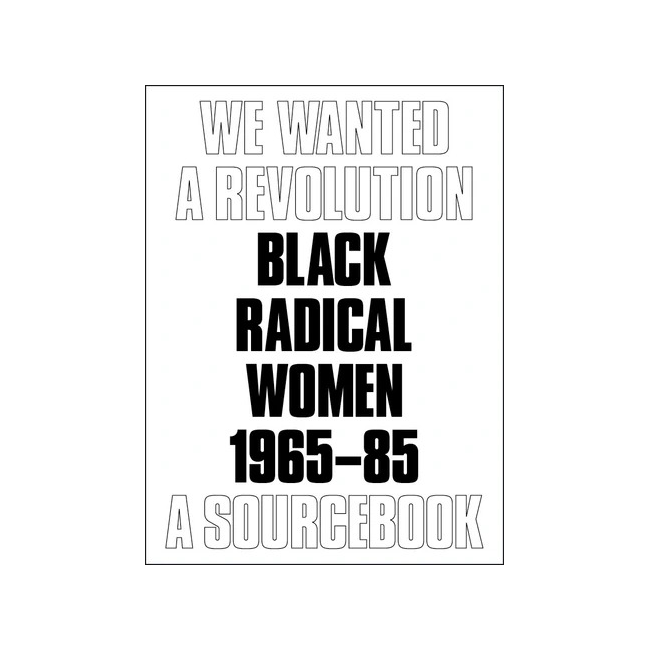 WE WANTED
A REVOLUTION
BLACK
RADICAL
WOMEN
1965–85
A SOURCEBOOK